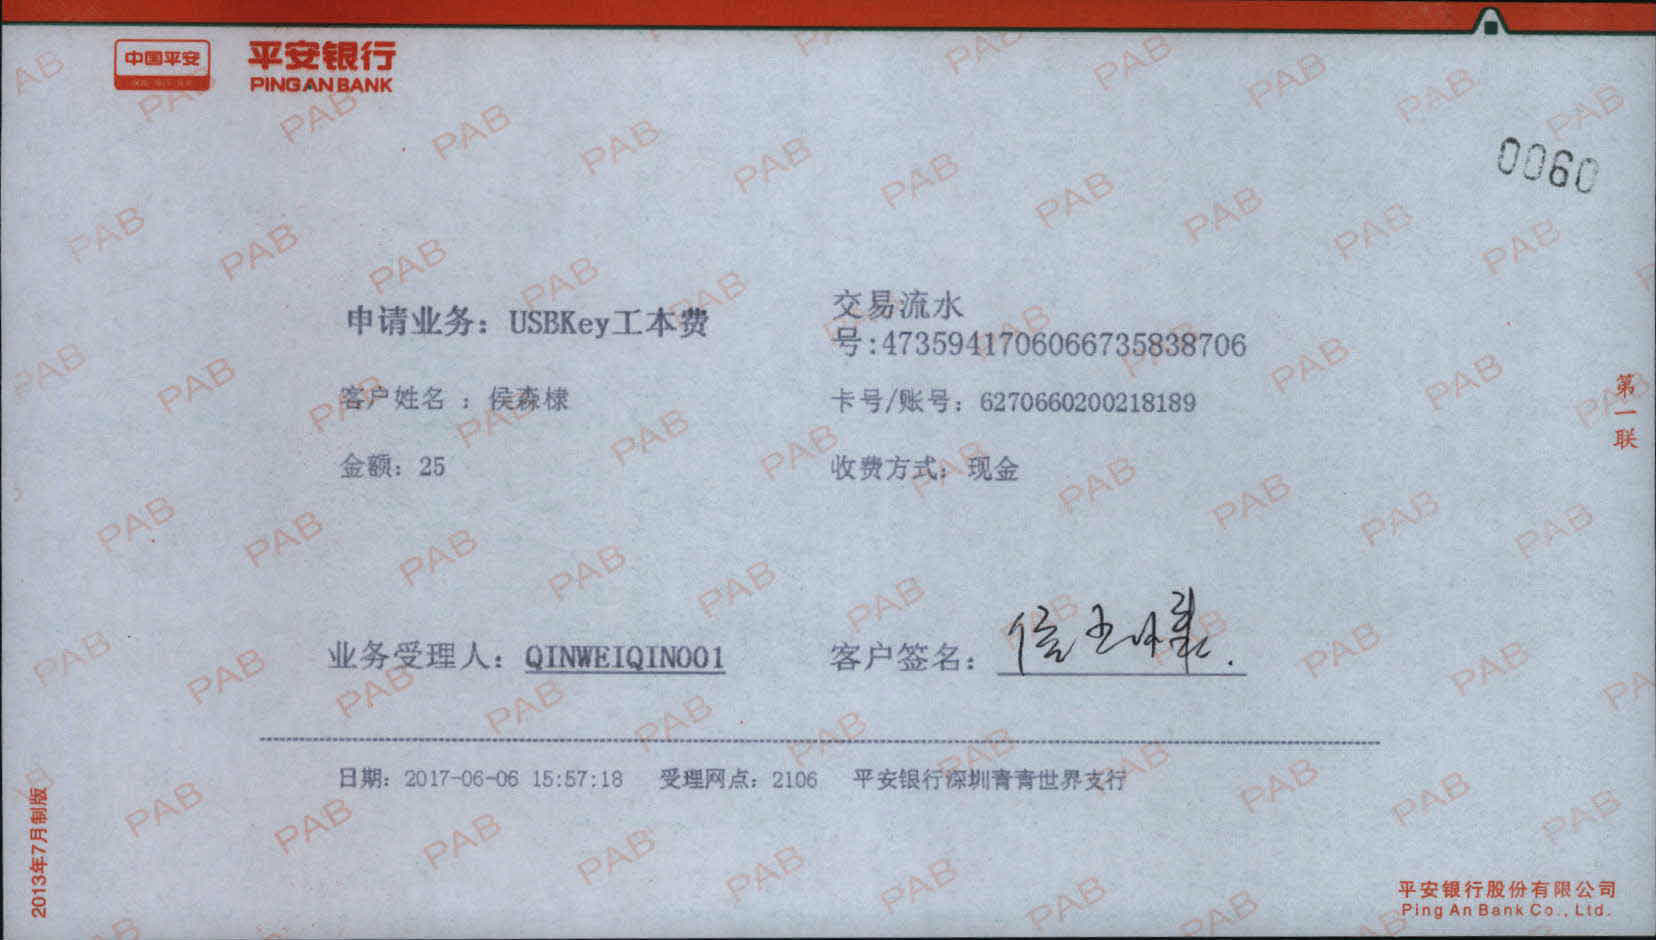 中国平安
平安银行
PINGAN BANK
0060
申请业务：USBKey工本费
交易流水
号:4735941706066735838706
客户姓名 ：侯森棣
卡号/账号：6270660200218189
金额：25
收费方式：现金
第一联
业务受理人：QINWEIQIN001
客户签名：
日期：2017-06-06 15:57:18 受理网点：2106 平安银行深圳青青世界支行
2013年7月制版
平安银行股份有限公司
Ping An Bank Co., Ltd.